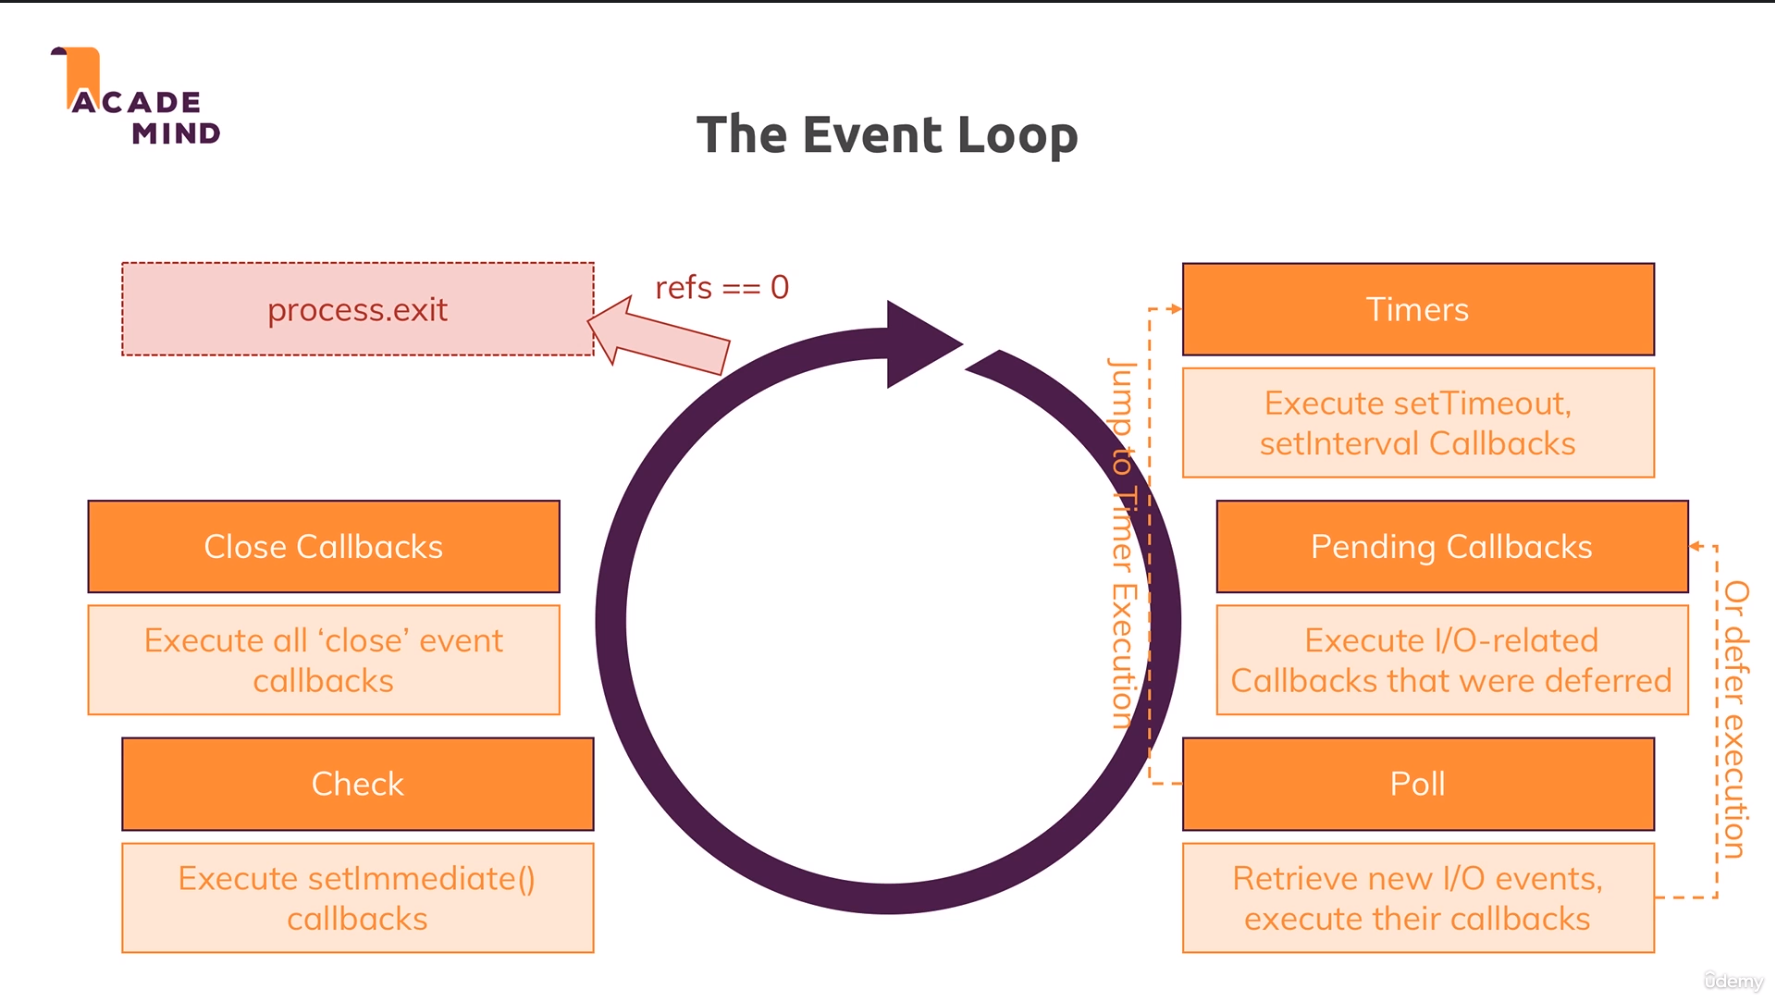 ACADE
MIND
The Event Loop
process.exit
refs == 0
Timers
Execute setTimeout,
setInterval Callbacks
Jump to Timer Execution
Close Callbacks
Execute all ‘close’ event
callbacks
Pending Callbacks
Execute I/O-related
Callbacks that were deferred
Or defer execution
Check
Execute setImmediate()
callbacks
Poll
Retrieve new I/O events,
execute their callbacks
ûdemy